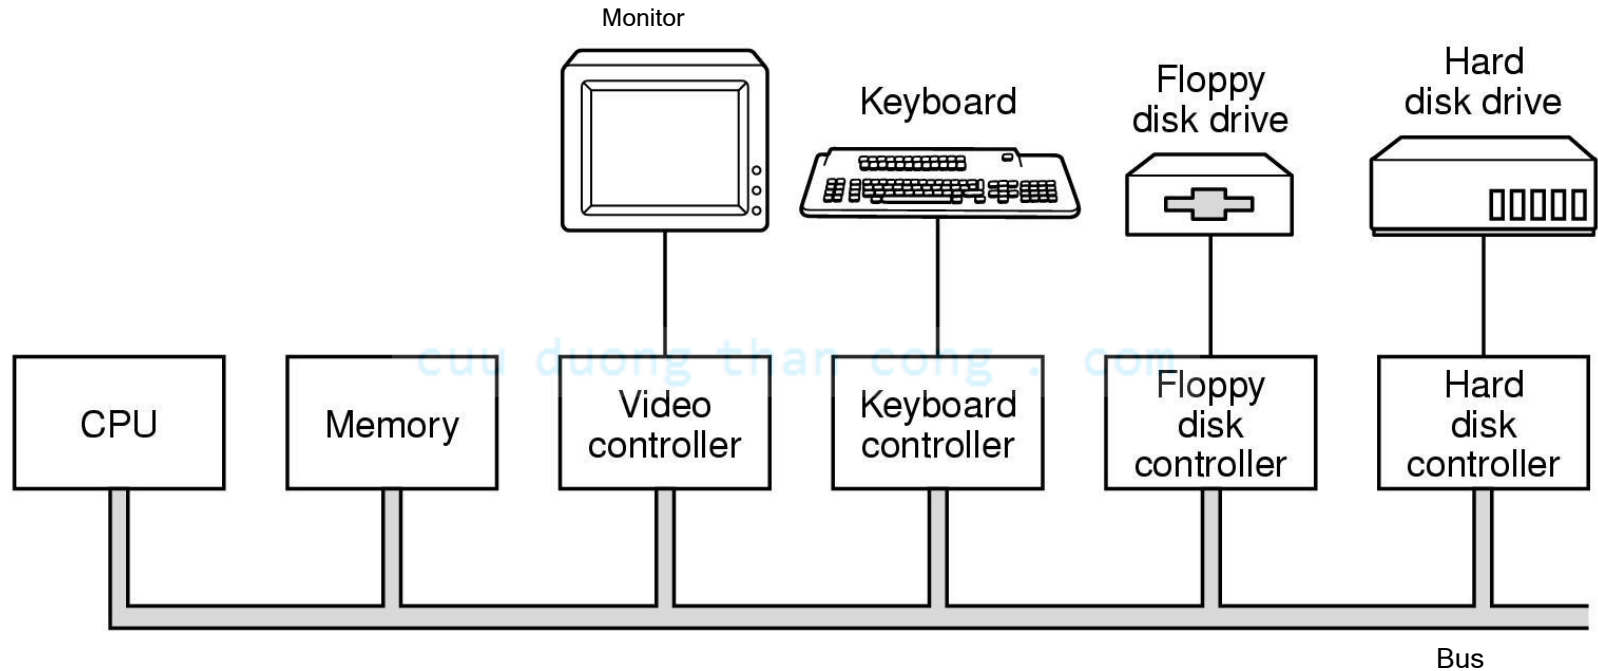 Monitor
Keyboard
Floppy
disk drive
Hard
disk drive
cuu duong than cong . com
CPU
Memory
Video
controller
Keyboard
controller
Floppy
disk
controller
Hard
disk
controller
Bus